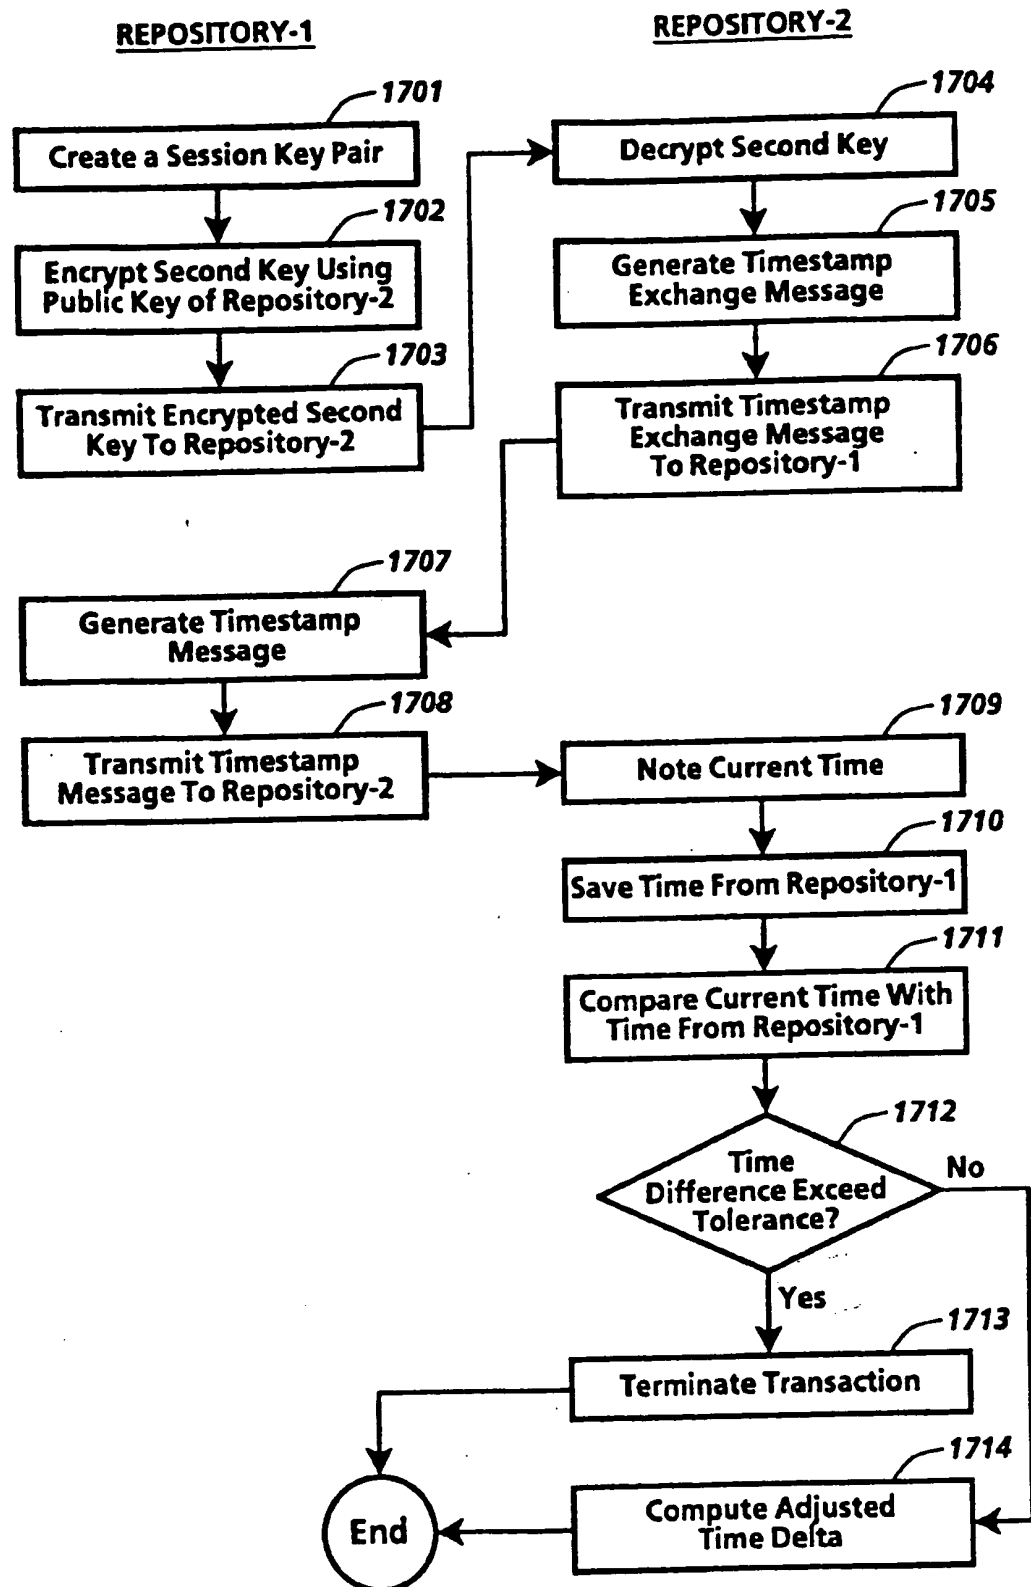 REPOSITORY-1
REPOSITORY-2
1701
Create a Session Key Pair
1702
Encrypt Second Key Using
Public Key of Repository-2
1703
Transmit Encrypted Second
Key To Repository-2
1704
Decrypt Second Key
1705
Generate Timestamp
Exchange Message
1706
Transmit Timestamp
Exchange Message
To Repository-1
1707
Generate Timestamp
Message
1708
Transmit Timestamp
Message To Repository-2
1709
Note Current Time
1710
Save Time From Repository-1
1711
Compare Current Time With
Time From Repository-1
1712
Time
Difference Exceed
Tolerance?
No
Yes
1713
Terminate Transaction
1714
Compute Adjusted
Time Delta
End